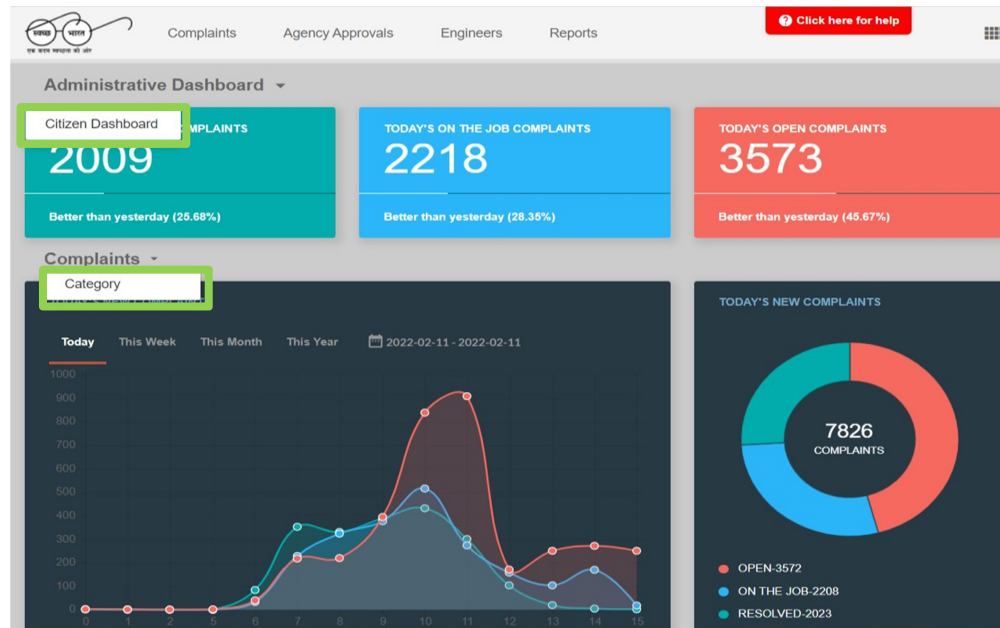 स्वच्छ भारत
एक कदम स्वच्छता की ओर
Complaints Agency Approvals Engineers Reports
Click here for help
Administrative Dashboard
Citizen Dashboard
TODAY'S ON THE JOB COMPLAINTS
TODAY'S OPEN COMPLAINTS
2009
2218
3573
Better than yesterday (25.68%)
Better than yesterday (28.35%)
Better than yesterday (45.67%)
Complaints
Category
TODAY'S NEW COMPLAINTS
Today This Week This Month This Year 2022-02-11 - 2022-02-11
1000
900
800
700
600
500
400
300
200
100
0
0 1 2 5 6 7 8 9 10 11 12 13 14 15
7826
COMPLAINTS
OPEN-3572
ON THE JOB-2208
RESOLVED-2023